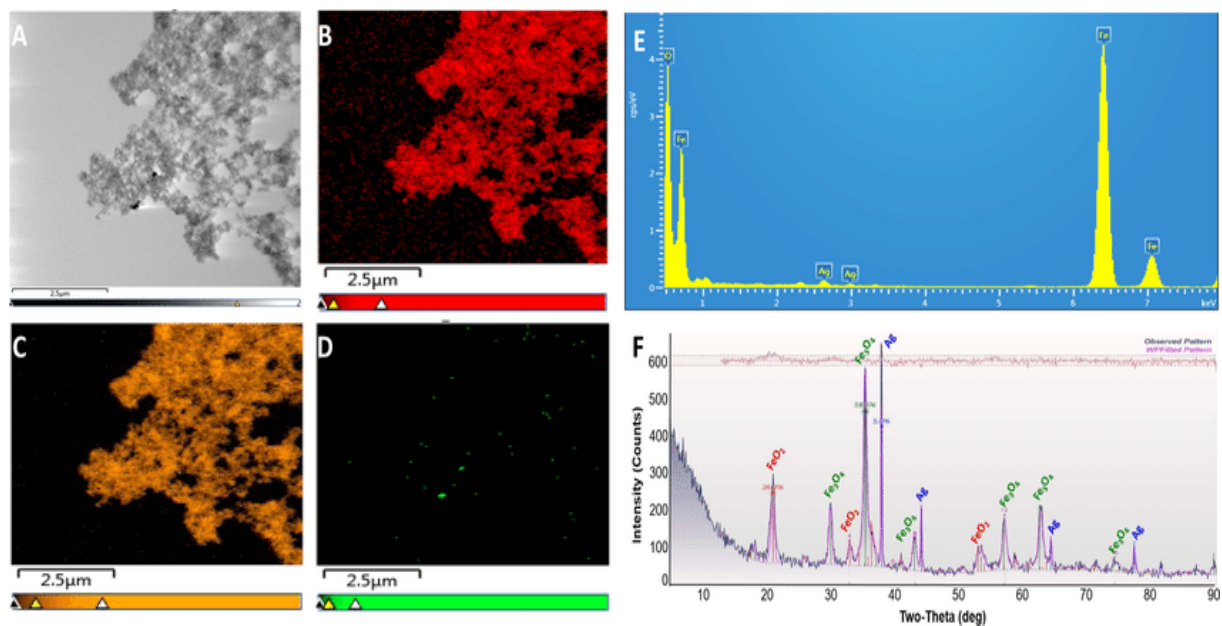 A
2.5µm
B
2.5µm
C
2.5µm
D
2.5µm
E
cps/eV
4
3
2
1
0
O
Fe
Ag
Ag
Fe
Fe
1
2
3
4
5
6
7
keV
F
Observed Pattern
Intensity (Counts)
600
500
400
300
200
100
0
FeO₂
Fe₃O₄
FeO₂
Fe₃O₄
Ag
Fe₃O₄
Ag
FeO₂
Fe₃O₄
Fe₃O₄
Ag
Fe₃O₄
Ag
10
20
30
40
50
60
70
80
90
Two-Theta (deg)